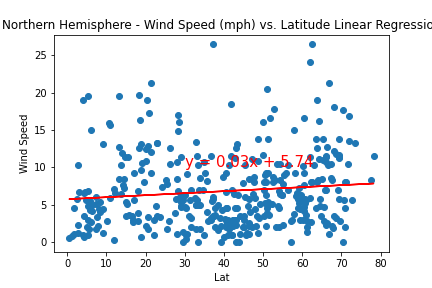 Northern Hemisphere - Wind Speed (mph) vs. Latitude Linear Regressio
25
20
15
10
5
0
Wind Speed
y = 0.03x + 5.74
0 10 20 30 40 50 60 70 80
Lat